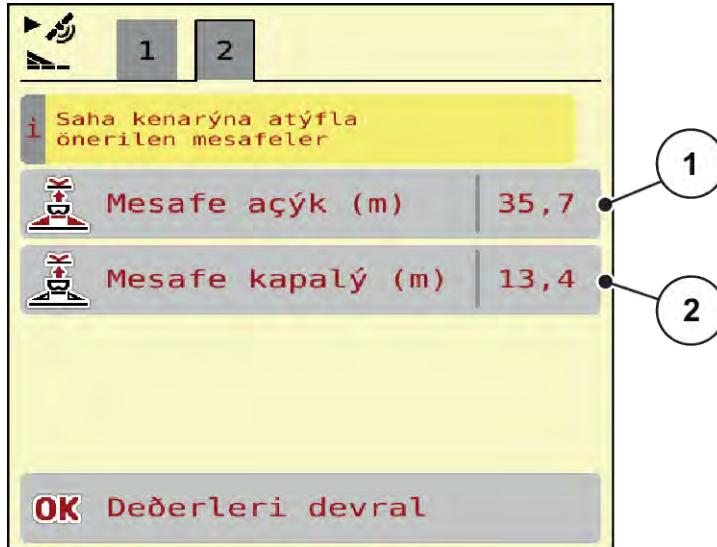 1 2
i Saha kenarýna atýfla
önerilen mesafeler
Mesafe açýk (m) 35,7
1
Mesafe kapalý (m) 13,4
2
OK Deðerleri devral